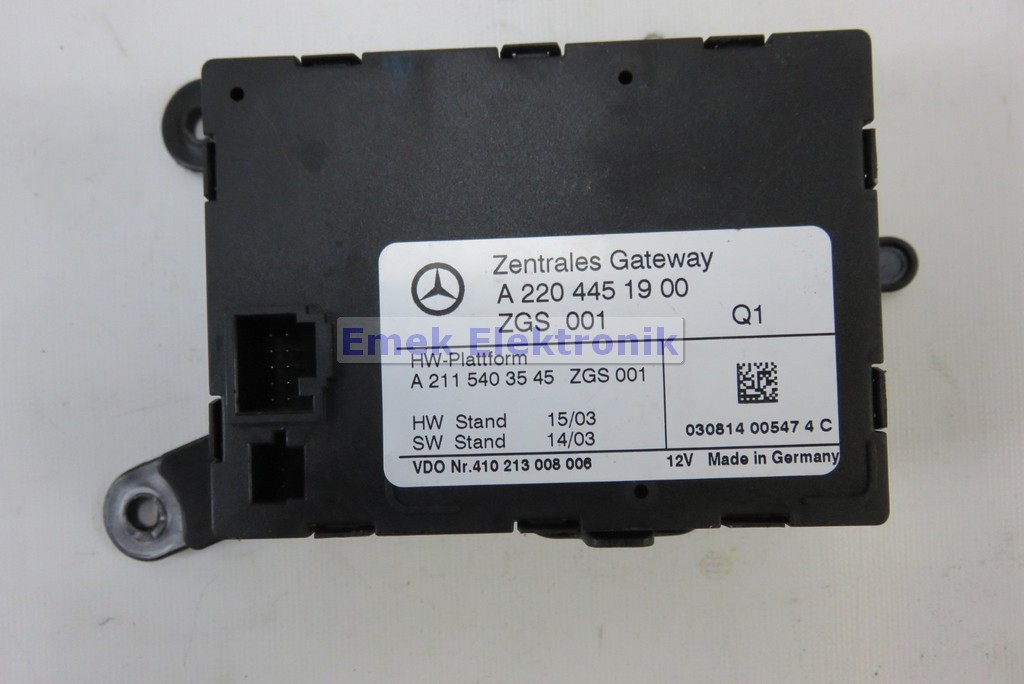 Zentrales Gateway
A 220 445 19 00
ZGS 001 Q1
Emek Elektronik
HW-Plattform
A 211 540 35 45 ZGS 001
HW Stand 15/03
SW Stand 14/03
030814 00547 4 C
VDO Nr.410 213 008 006 12V Made in Germany